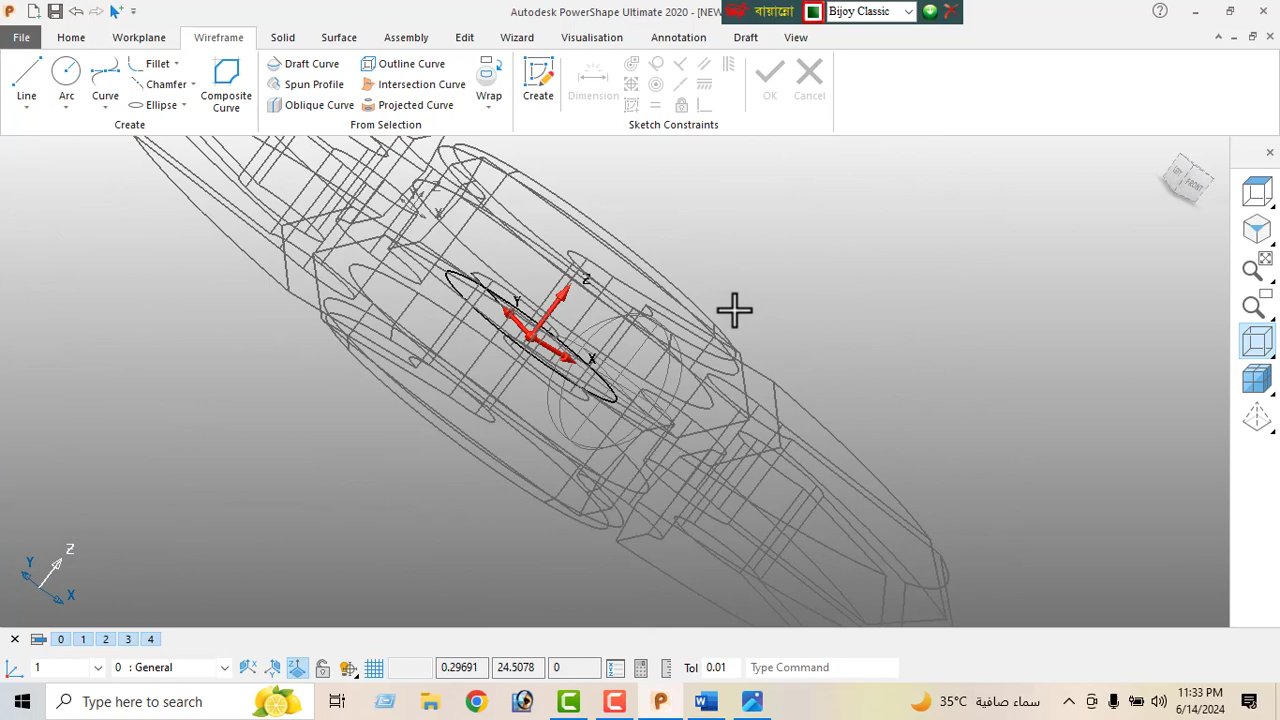 Autodesk PowerShape Ultimate 2020 - [NEW
বায়ান্নো
Bijoy Classic
File
Home
Workplane
Wireframe
Solid
Surface
Assembly
Edit
Wizard
Visualisation
Annotation
Draft
View
Line
Arc
Curve
Fillet
Chamfer
Ellipse
Composite
Curve
Create
Draft Curve
Spun Profile
Oblique Curve
Outline Curve
Intersection Curve
Projected Curve
Wrap
From Selection
Create
Dimension
OK
Cancel
Sketch Constraints
LEFT
FRONT
Z
Y
X
Z
Y
X
0
1
2
3
4
1
0 : General
0.29691
24.5078
0
Tol
0.01
Type Command
Type here to search
35°C
سماء صافية
11:33 PM
6/14/2024